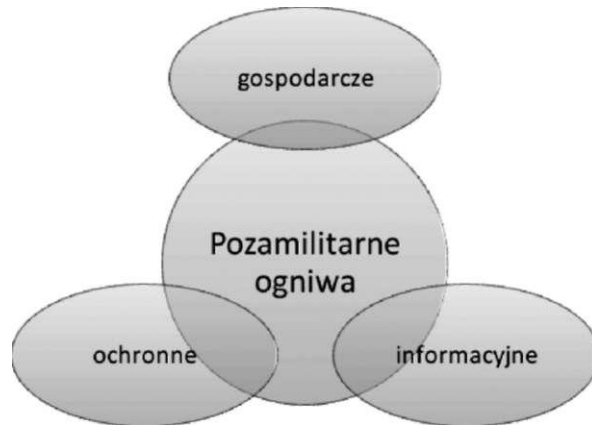 gospodarcze
Pozamilitarne
ogniwa
ochronne
informacyjne